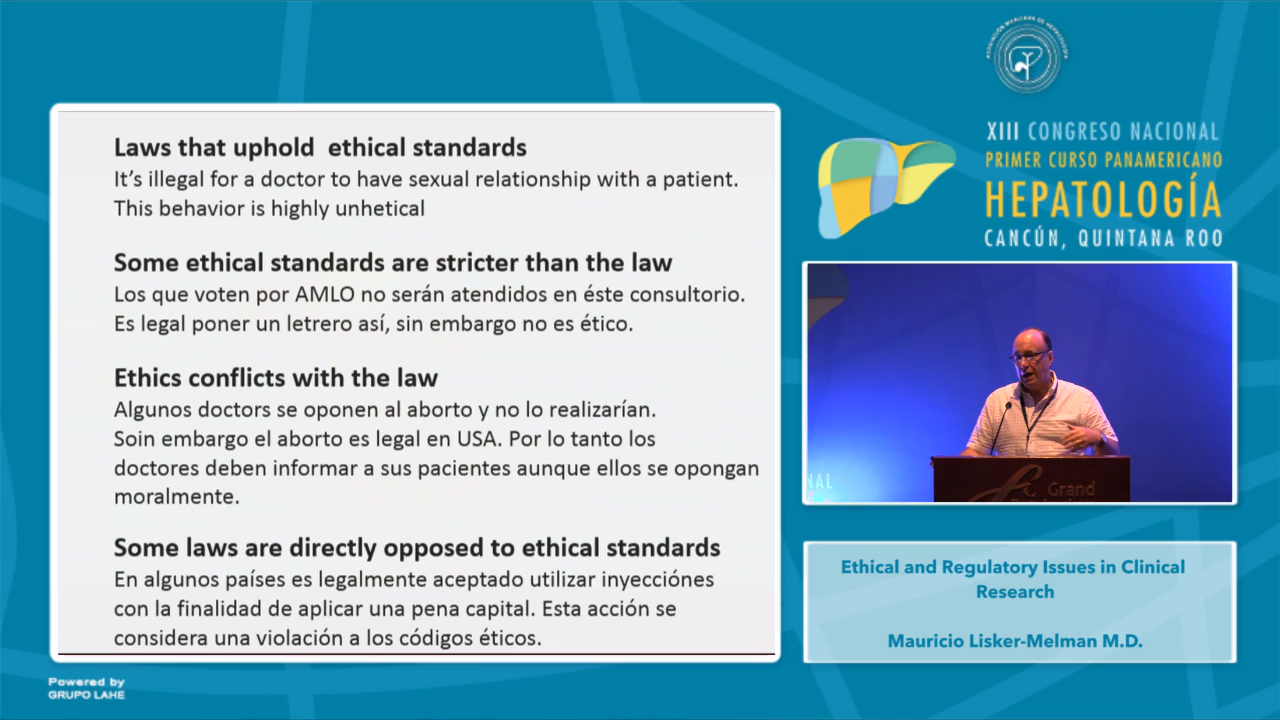 ASOCIACIÓN MEXICANA DE HEPATOLOGÍA
XIII CONGRESO NACIONAL
PRIMER CURSO PANAMERICANO
HEPATOLOGÍA
CANCÚN, QUINTANA ROO
Laws that uphold  ethical standards
It’s illegal for a doctor to have sexual relationship with a patient.
This behavior is highly unhetical
Some ethical standards are stricter than the law
Los que voten por AMLO no serán atendidos en éste consultorio.
Es legal poner un letrero así, sin embargo no es ético.
Ethics conflicts with the law
Algunos doctors se oponen al aborto y no lo realizarían.
Soin embargo el aborto es legal en USA. Por lo tanto los
doctores deben informar a sus pacientes aunque ellos se opongan
moralmente.
Some laws are directly opposed to ethical standards
En algunos países es legalmente aceptado utilizar inyecciónes
con la finalidad de aplicar una pena capital. Esta acción se
considera una violación a los códigos éticos.
NAL
Grand
Ethical and Regulatory Issues in Clinical
Research
Mauricio Lisker-Melman M.D.
Powered by
GRUPO LAHE